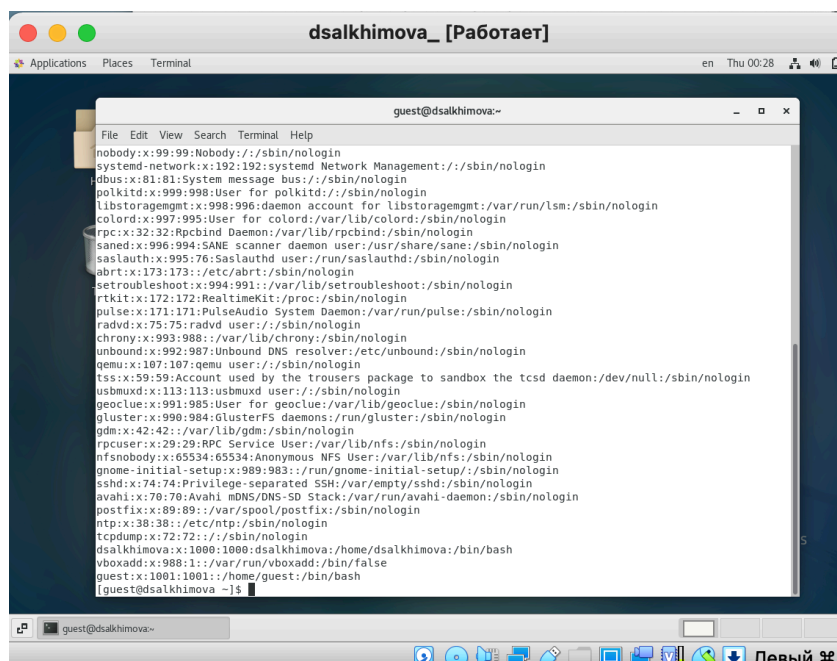 dsalkhimova_ [Работает]
Applications Places Terminal en Thu 00:28
guest@dsalkhimova:~
File Edit View Search Terminal Help
nobody:x:99:99:Nobody:/:/sbin/nologin
systemd-network:x:192:192:systemd Network Management:/:/sbin/nologin
dbus:x:81:81:System message bus:/:/sbin/nologin
polkitd:x:999:998:User for polkitd:/:/sbin/nologin
libstoragemgmt:x:998:996:daemon account for libstoragemgmt:/var/run/lsm:/sbin/nologin
colord:x:997:995:User for colord:/var/lib/colord:/sbin/nologin
rpc:x:32:32:Rpcbind Daemon:/var/lib/rpcbind:/sbin/nologin
saned:x:996:994:SANE scanner daemon user:/usr/share/sane:/sbin/nologin
saslauth:x:995:76:Saslauthd user:/run/saslauthd:/sbin/nologin
abrt:x:173:173::/etc/abrt:/sbin/nologin
setroubleshoot:x:994:991::/var/lib/setroubleshoot:/sbin/nologin
rtkit:x:172:172:RealtimeKit:/proc:/sbin/nologin
pulse:x:171:171:PulseAudio System Daemon:/var/run/pulse:/sbin/nologin
radvd:x:75:75:radvd user:/:/sbin/nologin
chrony:x:993:988::/var/lib/chrony:/sbin/nologin
unbound:x:992:987:Unbound DNS resolver:/etc/unbound:/sbin/nologin
qemu:x:107:107:qemu user:/:/sbin/nologin
tss:x:59:59:Account used by the trousers package to sandbox the tcsd daemon:/dev/null:/sbin/nologin
usbmuxd:x:113:113:usbmuxd user:/:/sbin/nologin
geoclue:x:991:985:User for geoclue:/var/lib/geoclue:/sbin/nologin
gluster:x:990:984:GlusterFS daemons:/run/gluster:/sbin/nologin
gdm:x:42:42::/var/lib/gdm:/sbin/nologin
rpcuser:x:29:29:RPC Service User:/var/lib/nfs:/sbin/nologin
nfsnobody:x:65534:65534:Anonymous NFS User:/var/lib/nfs:/sbin/nologin
gnome-initial-setup:x:989:983::/run/gnome-initial-setup/:/sbin/nologin
sshd:x:74:74:Privilege-separated SSH:/var/empty/sshd:/sbin/nologin
avahi:x:70:70:Avahi mDNS/DNS-SD Stack:/var/run/avahi-daemon:/sbin/nologin
postfix:x:89:89::/var/spool/postfix:/sbin/nologin
ntp:x:38:38::/etc/ntp:/sbin/nologin
tcpdump:x:72:72::/:/sbin/nologin
dsalkhimova:x:1000:1000:dsalkhimova:/home/dsalkhimova:/bin/bash
vboxadd:x:988:1::/var/run/vboxadd:/bin/false
guest:x:1001:1001::/home/guest:/bin/bash
[guest@dsalkhimova ~]$
guest@dsalkhimova:~
Левый ⌘